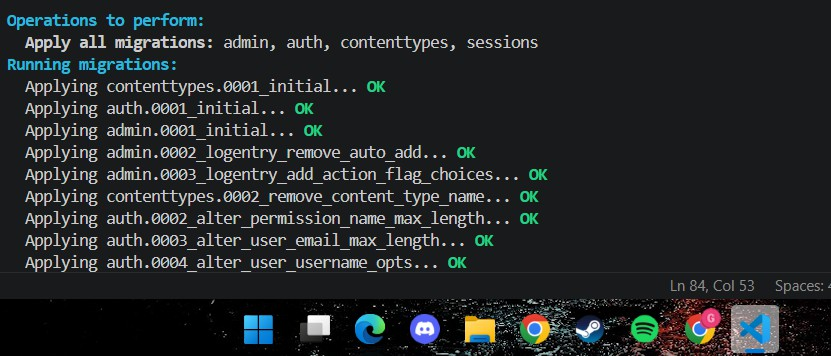 Operations to perform:
Apply all migrations: admin, auth, contenttypes, sessions
Running migrations:
Applying contenttypes.0001_initial... OK
Applying auth.0001_initial... OK
Applying admin.0001_initial... OK
Applying admin.0002_logentry_remove_auto_add... OK
Applying admin.0003_logentry_add_action_flag_choices... OK
Applying contenttypes.0002_remove_content_type_name... OK
Applying auth.0002_alter_permission_name_max_length... OK
Applying auth.0003_alter_user_email_max_length... OK
Applying auth.0004_alter_user_username_opts... OK
Ln 84, Col 53 Spaces: 4
G